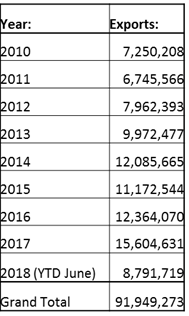 Year: Exports:
2010 7,250,208
2011 6,745,566
2012 7,962,393
2013 9,972,477
2014 12,085,665
2015 11,172,544
2016 12,364,070
2017 15,604,631
2018 (YTD June) 8,791,719
Grand Total 91,949,273